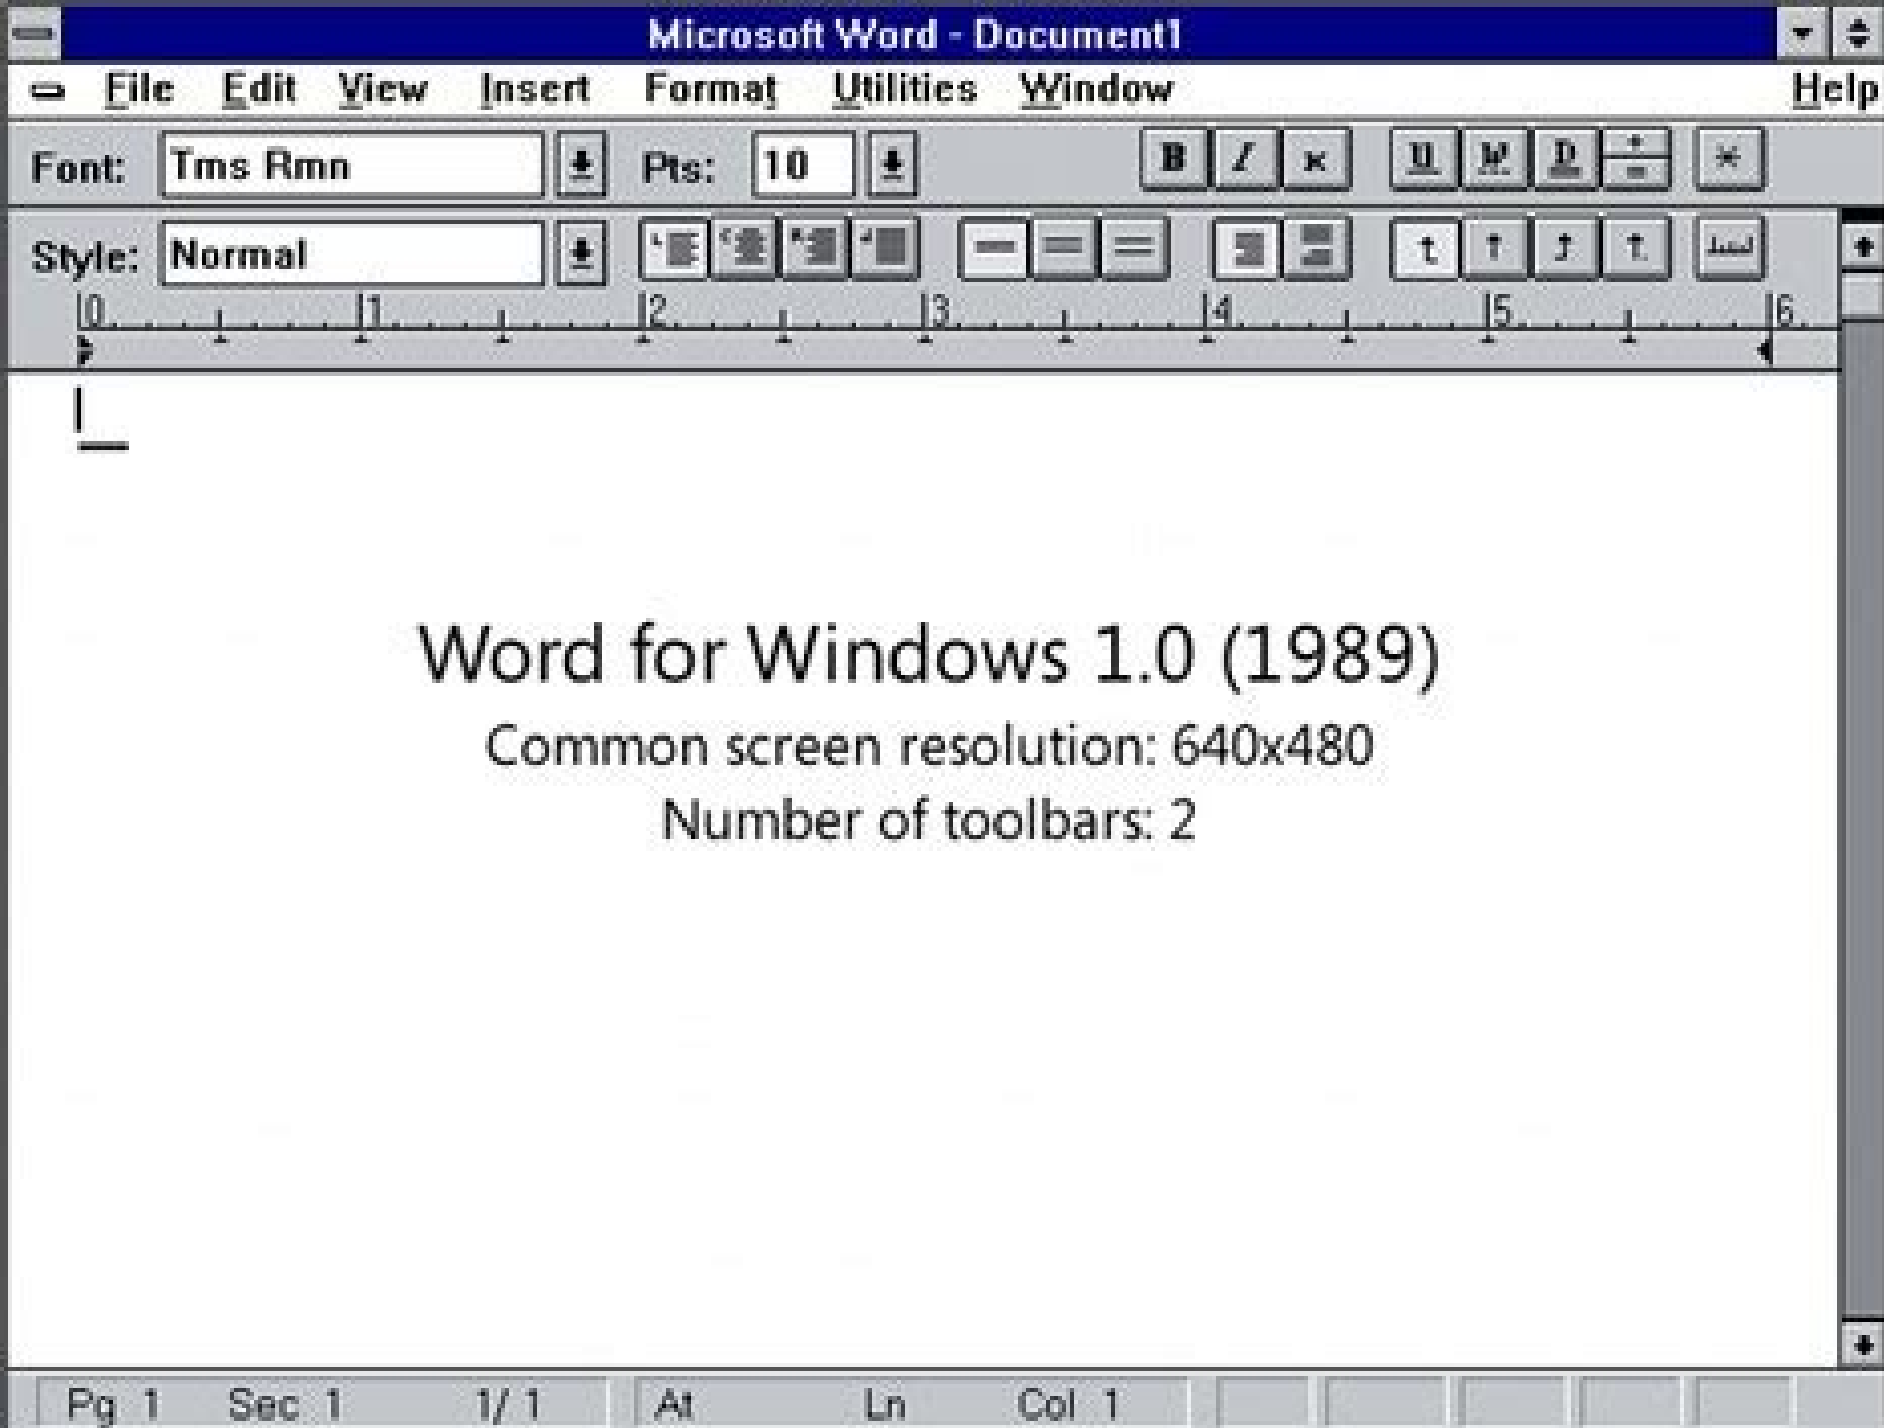 Microsoft Word - Document1
File Edit View Insert Format Utilities Window Help
Font: Tms Rmn Pts: 10 B I K U W D + = *
Style: Normal
0 1 2 3 4 5 6
Word for Windows 1.0 (1989)
Common screen resolution: 640x480
Number of toolbars: 2
Pg 1 Sec 1 1/ 1 At Ln Col 1